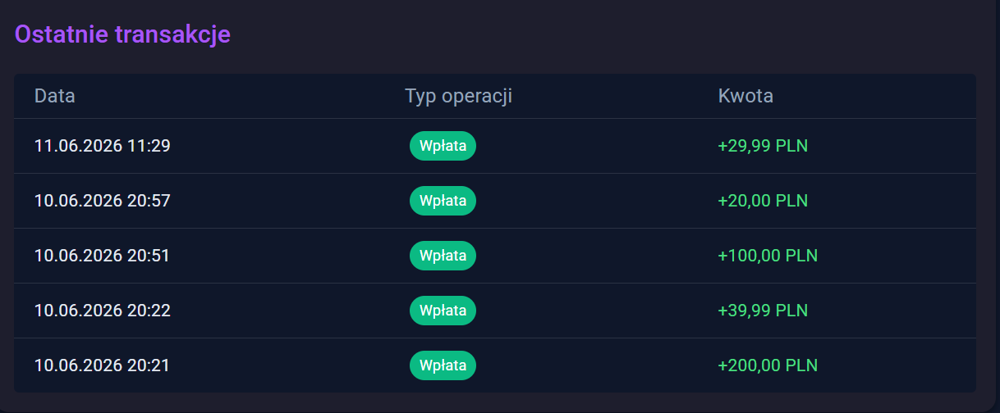 Ostatnie transakcje
Data Typ operacji Kwota
11.06.2026 11:29 Wpłata +29,99 PLN
10.06.2026 20:57 Wpłata +20,00 PLN
10.06.2026 20:51 Wpłata +100,00 PLN
10.06.2026 20:22 Wpłata +39,99 PLN
10.06.2026 20:21 Wpłata +200,00 PLN